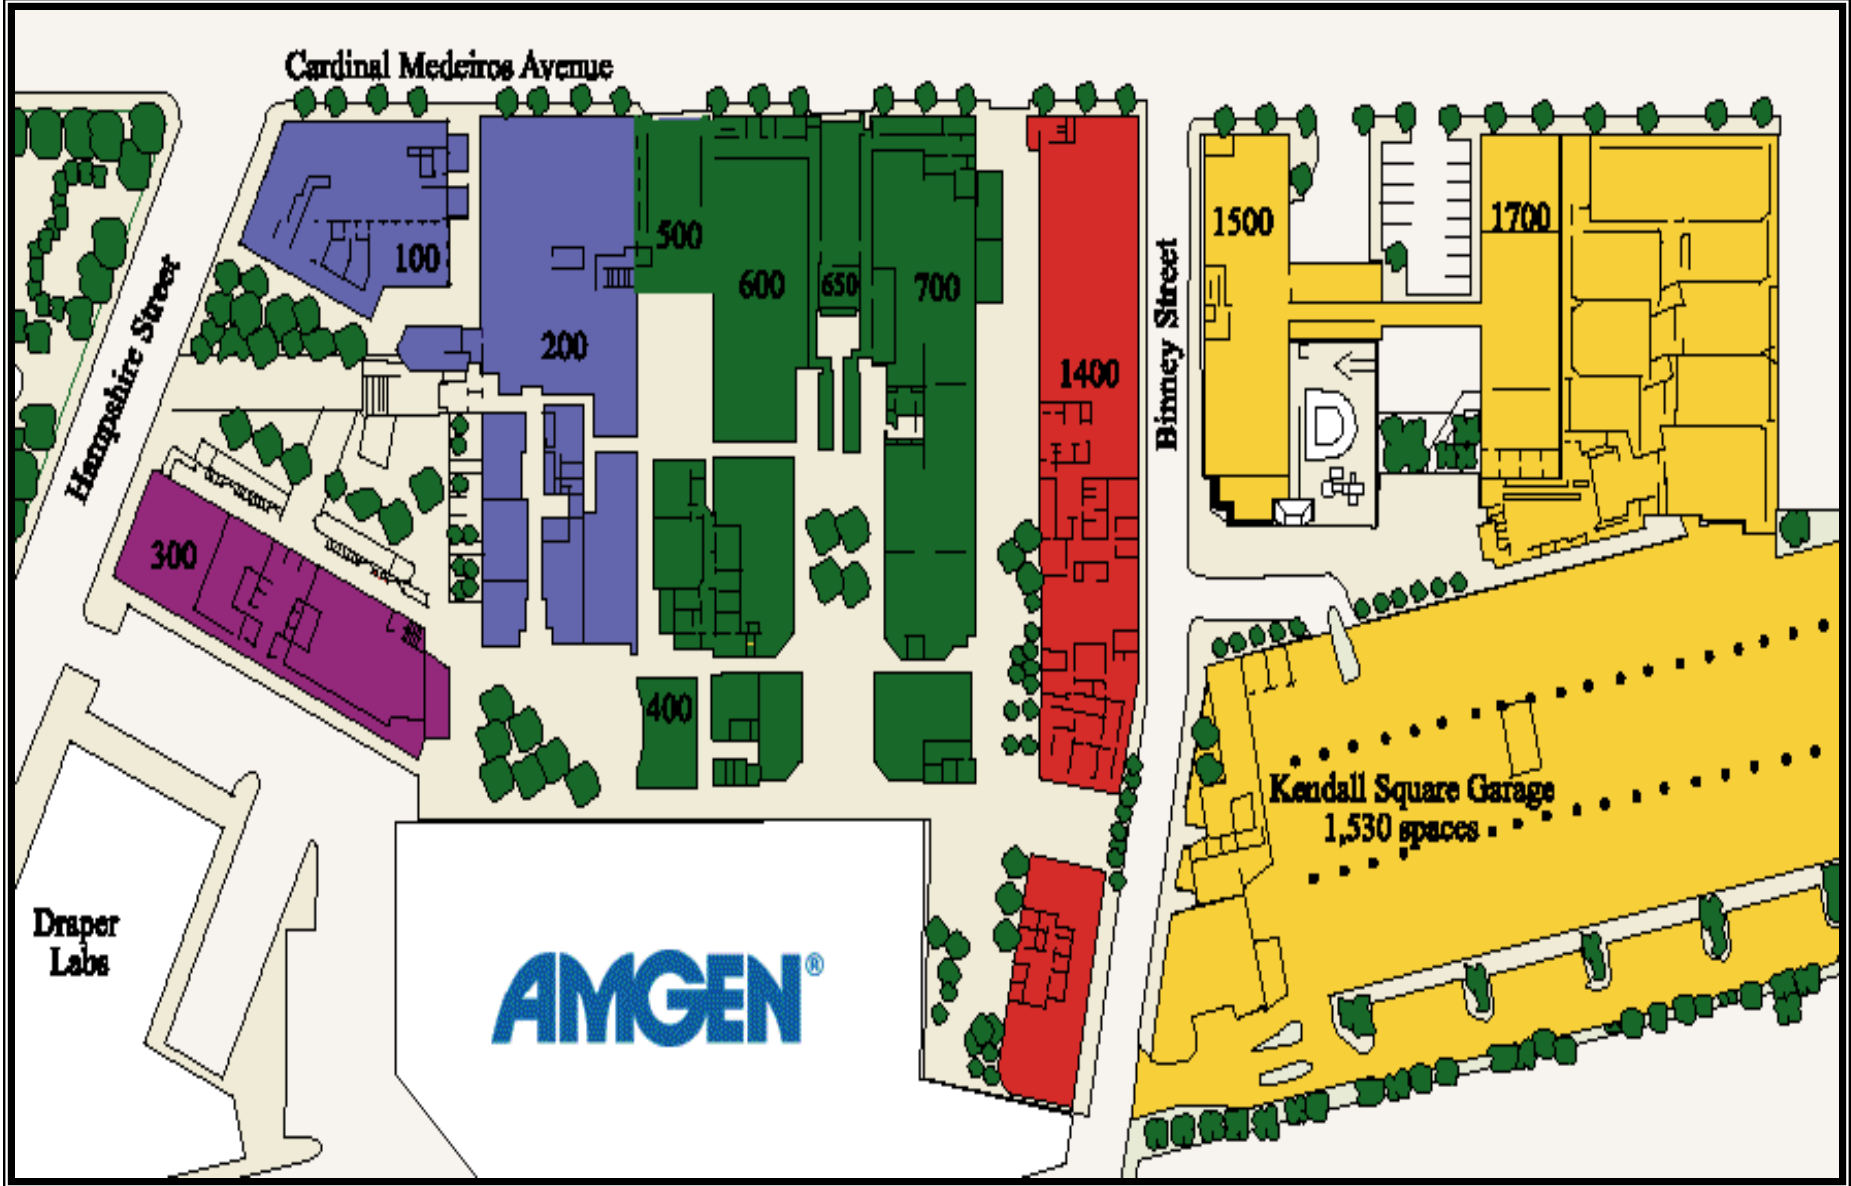 Cardinal Medeiros Avenue
Hampshire Street
100
200
300
400
500
600
650
700
1400
Binney Street
1500
1700
Kendall Square Garage
1,530 spaces
Draper
Labs
AMGEN®